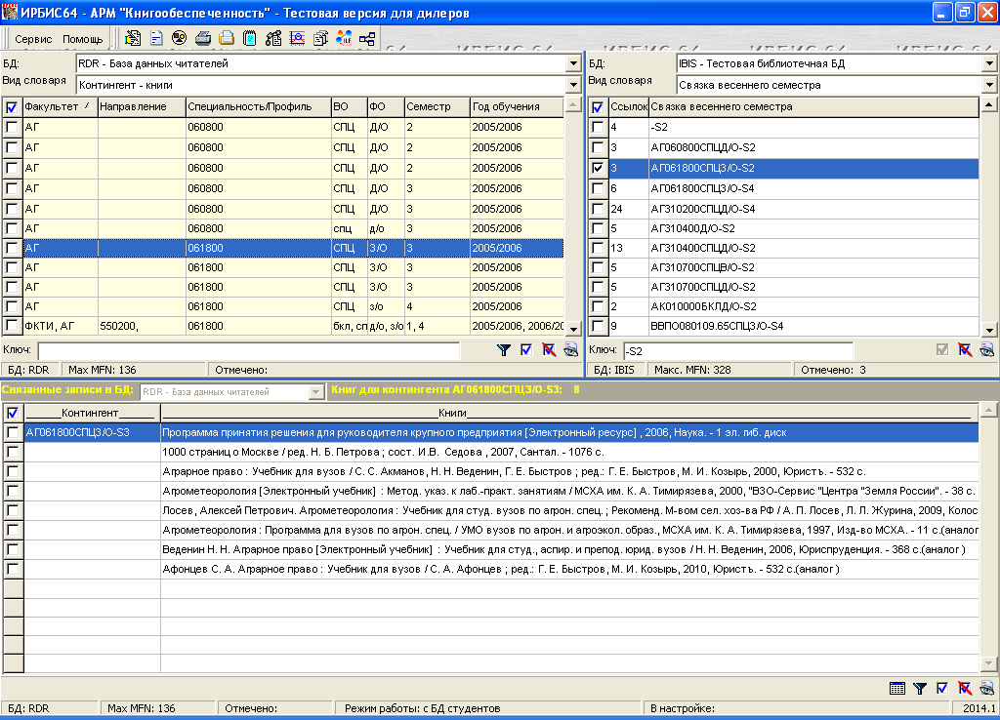 ИРБИС64 - АРМ "Книгообеспеченность" - Тестовая версия для дилеров
Сервис Помощь
БД: RDR - База данных читателей
Вид словаря Контингент - книги
Факультет Направление Специальность/Профиль ВО ФО Семестр Год обучения
АГ 060800 СПЦ Д/О 2 2005/2006
АГ 060800 СПЦ Д/О 2 2005/2006
АГ 060800 СПЦ Д/О 2 2005/2006
АГ 060800 СПЦ Д/О 3 2005/2006
АГ 060800 СПЦ Д/О 3 2005/2006
АГ 060800 спц д/о 3 2005/2006
АГ 061800 СПЦ З/О 3 2005/2006
АГ 061800 СПЦ З/О 3 2005/2006
АГ 061800 СПЦ З/О 3 2005/2006
АГ 061800 СПЦ з/о 4 2005/2006
ФКТИ, АГ 550200, 061800 бкл, сп д/о, з/о 1, 4 2005/2006, 2006/20
Ключ:
БД: RDR Max MFN: 136 Отмечено:
БД: IBIS - Тестовая библиотечная БД
Вид словаря Связка весеннего семестра
Ссылок Связка весеннего семестра
4 -S2
3 АГ060800СПЦД/О-S2
3 АГ061800СПЦЗ/О-S2
6 АГ061800СПЦЗ/О-S4
24 АГ310200СПЦД/О-S4
5 АГ310400Д/О-S2
13 АГ310400СПЦД/О-S2
5 АГ310700СПЦВ/О-S2
5 АГ310700СПЦД/О-S2
2 АК010000БКЛД/О-S2
9 ВВПО080109.65СПЦЗ/О-S4
Ключ: -S2
БД: IBIS Макс. MFN: 328 Отмечено: 3
Связанные записи в БД: RDR - База данных читателей Книг для контингента АГ061800СПЦЗ/О-S3: 8
Контингент Книги
АГ061800СПЦЗ/О-S3 Программа принятия решения для руководителя крупного предприятия [Электронный ресурс] , 2006, Наука. - 1 эл. гиб. диск
1000 страниц о Москве / ред. Н. Б. Петрова ; сост. И.В. Седова , 2007, Сантал. - 1076 с.
Аграрное право : Учебник для вузов / С. С. Акманов, Н. Н. Веденин, Г. Е. Быстров ; ред.: Г. Е. Быстров, М. И. Козырь, 2000, Юристъ. - 532 с.
Агрометеорология [Электронный учебник] : Метод. указ. к лаб.-практ. занятиям / МСХА им. К. А. Тимирязева, 2000, "ВЗО-Сервис "Центра "Земля России". - 38 с.
Лосев, Алексей Петрович. Агрометеорология : Учебник для студ. вузов по агрон. спец. ; Рекоменд. М-вом сел. хоз-ва РФ / А. П. Лосев, Л. Л. Журина, 2009, Колос
Агрометеорология : Программа для вузов по агрон. спец. / УМО вузов по агрон. и агроэкол. образ., МСХА им. К. А. Тимирязева, 1997, Изд-во МСХА. - 11 с.(аналог
Веденин Н. Н. Аграрное право [Электронный учебник] : Учебник для студ., аспир. и препод. юрид. вузов / Н. Н. Веденин, 2006, Юриспруденция. - 368 с.(аналог )
Афонцев С. А. Аграрное право : Учебник для вузов / С. А. Афонцев ; ред.: Г. Е. Быстров, М. И. Козырь, 2010, Юристъ. - 532 с.(аналог )
БД: RDR Max MFN: 136 Отмечено: Режим работы: с БД студентов В настройке: 2014.1